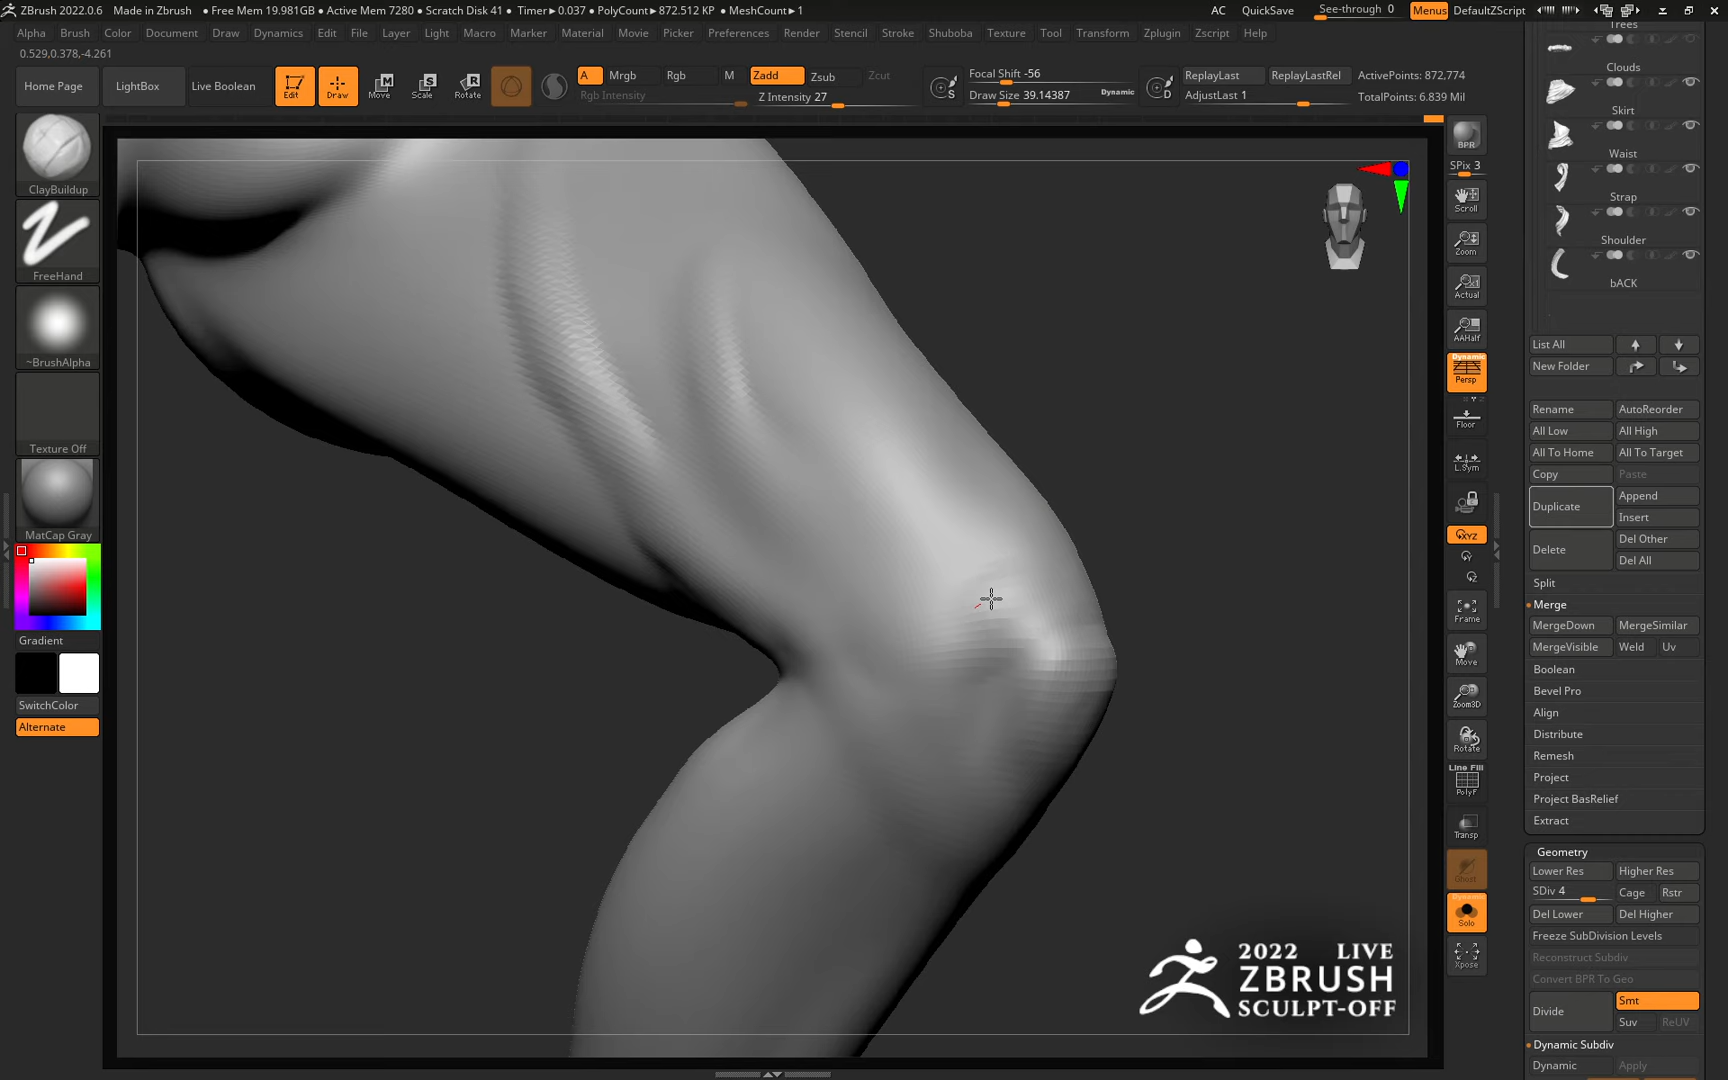 ZBrush 2022.0.6 Made in Zbrush • Free Mem 19.981GB • Active Mem 7280 • Scratch Disk 41 • Timer▸0.037 • PolyCount▸872.512 KP • MeshCount▸1 AC QuickSave See-through 0 Menus DefaultZScript
Alpha Brush Color Document Draw Dynamics Edit File Layer Light Macro Marker Material Movie Picker Preferences Render Stencil Stroke Shuboba Texture Tool Transform Zplugin Zscript Help
0.529,0.378,-4.261
Home Page LightBox Live Boolean Edit Draw Move Scale Rotate
A Mrgb Rgb M Zadd Zsub Zcut
Rgb Intensity Z Intensity 27
S Focal Shift -56
Draw Size 39.14387 Dynamic
D ReplayLast ReplayLastRel ActivePoints: 872,774
AdjustLast 1 TotalPoints: 6.839 Mil
ClayBuildup
FreeHand
~BrushAlpha
Texture Off
MatCap Gray
Gradient
SwitchColor
Alternate
BPR
SPix 3
Scroll
Zoom
Actual
AAHalf
Dynamic
Persp
Floor
L.Sym
XYZ
Y
Z
Frame
Move
Zoom3D
Rotate
Line Fill
PolyF
Transp
Ghost
Dynamic
Solo
Xpose
Trees
Clouds
Skirt
Waist
Strap
Shoulder
bACK
List All
New Folder
Rename AutoReorder
All Low All High
All To Home All To Target
Copy Paste
Duplicate Append
Insert
Delete Del Other
Del All
Split
Merge
MergeDown MergeSimilar
MergeVisible Weld Uv
Boolean
Bevel Pro
Align
Distribute
Remesh
Project
Project BasRelief
Extract
Geometry
Lower Res Higher Res
SDiv 4 Cage Rstr
Del Lower Del Higher
Freeze SubDivision Levels
Reconstruct Subdiv
Convert BPR To Geo
Divide Smt
Suv ReUV
Dynamic Subdiv
Dynamic Apply
2022 LIVE
ZBRUSH
SCULPT-OFF